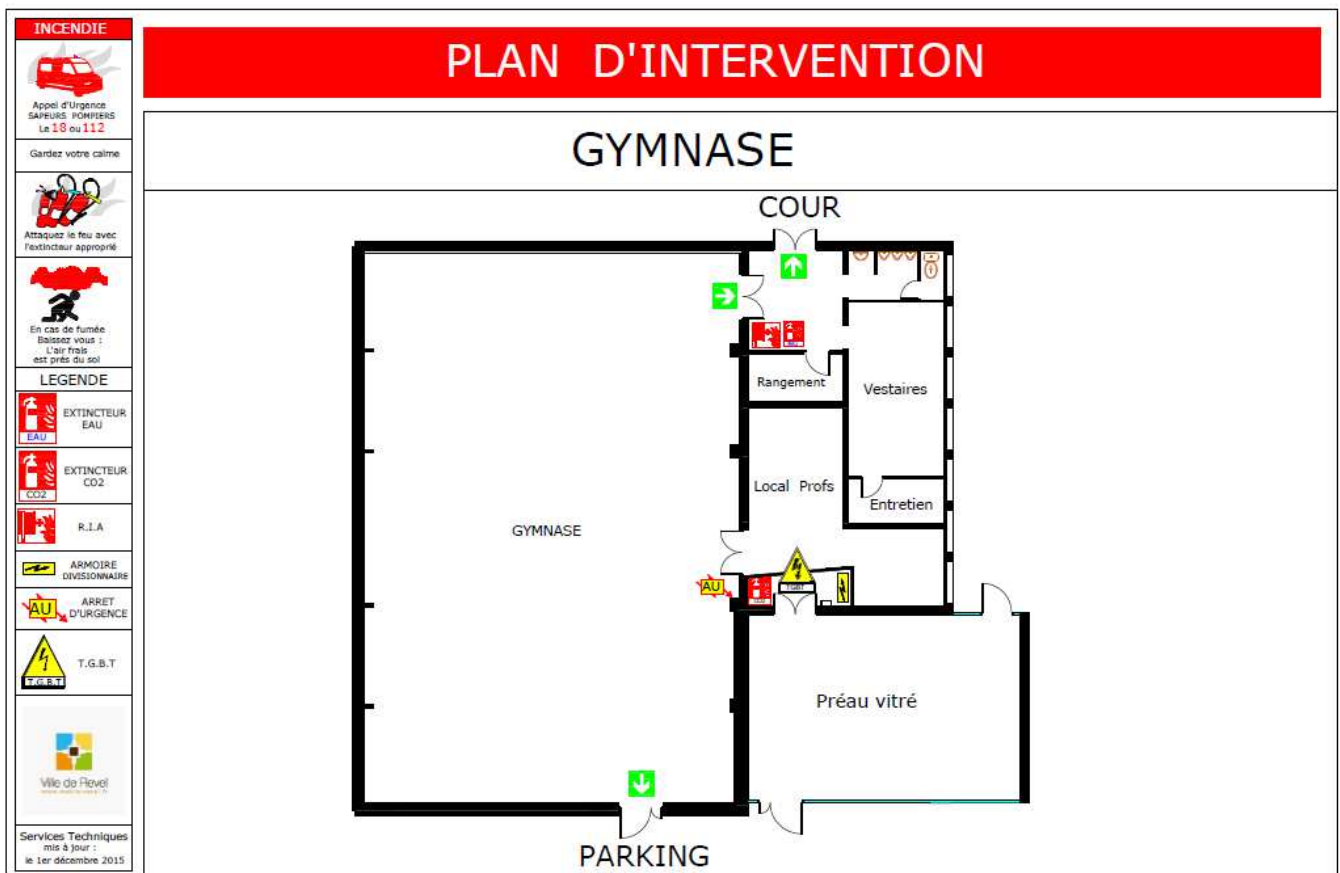 INCENDIE
Appel d'Urgence
SAPEURS POMPIERS
Le 18 ou 112
Gardez votre calme
Attaquez le feu avec
l'extincteur approprié
En cas de fumée
Baissez vous :
L'air frais
est près du sol
LEGENDE
EAU
EXTINCTEUR
EAU
CO2
EXTINCTEUR
CO2
R.I.A
ARMOIRE
DIVISIONNAIRE
AU
ARRET
D'URGENCE
T.G.B.T
T.G.B.T
Ville de Revel
Services Techniques
mis à jour :
le 1er décembre 2015
PLAN D'INTERVENTION
GYMNASE
COUR
Rangement
Vestaires
Local Profs
Entretien
GYMNASE
AU
TGBT
Préau vitré
PARKING